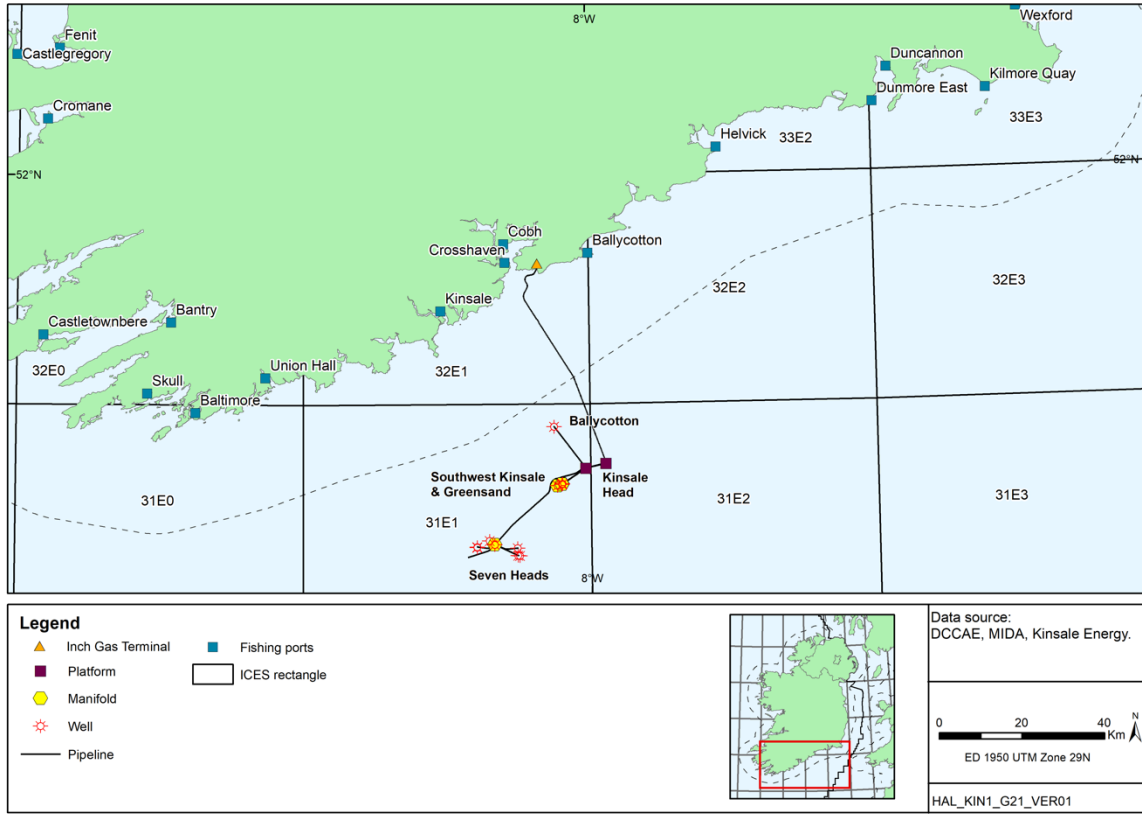 8°W
Wexford
Fenit
Castlegregory
Duncannon
Kilmore Quay
Cromane
Dunmore East
33E3
Helvick
33E2
52°N
52°N
Cobh
Crosshaven
Ballycotton
32E2
32E3
Kinsale
Bantry
Castletownbere
32E0
32E1
Union Hall
Skull
Baltimore
Ballycotton
Southwest Kinsale
& Greensand
Kinsale
Head
31E0
31E1
31E2
31E3
Seven Heads
8°W
Legend
Inch Gas Terminal
Platform
Manifold
Well
Pipeline
Fishing ports
ICES rectangle
Data source:
DCCAE, MIDA, Kinsale Energy.
0 20 40
Km
N
ED 1950 UTM Zone 29N
HAL_KIN1_G21_VER01